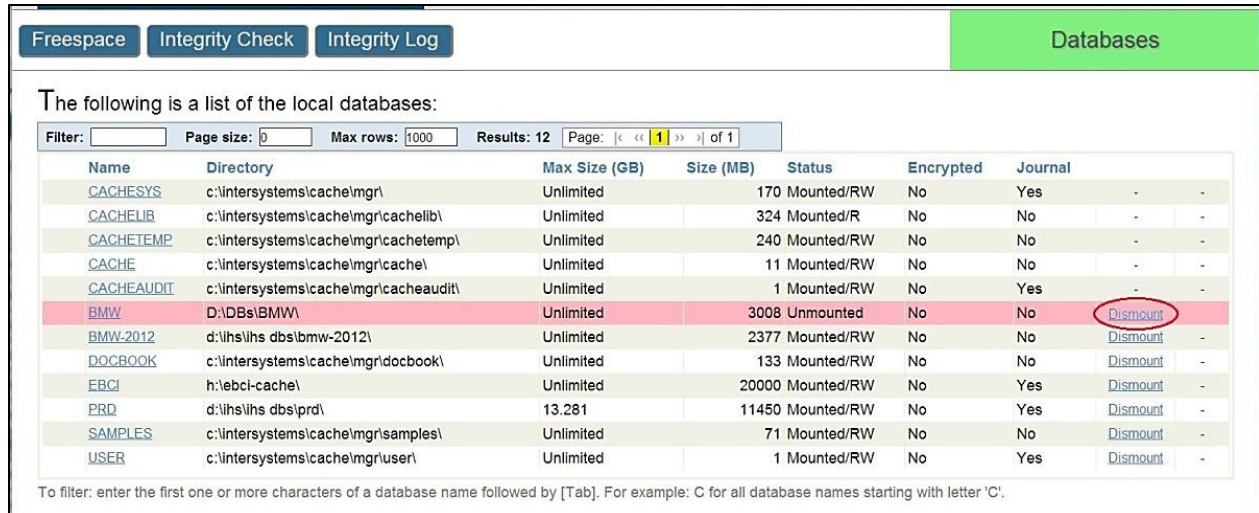 Freespace Integrity Check Integrity Log Databases
The following is a list of the local databases:
Filter: Page size: 0 Max rows: 1000 Results: 12 Page: |‹ ‹‹ 1 ›› ›| of 1
Name Directory Max Size (GB) Size (MB) Status Encrypted Journal
CACHESYS c:\intersystems\cache\mgr\ Unlimited 170 Mounted/RW No Yes - -
CACHELIB c:\intersystems\cache\mgr\cachelib\ Unlimited 324 Mounted/R No No - -
CACHETEMP c:\intersystems\cache\mgr\cachetemp\ Unlimited 240 Mounted/RW No No - -
CACHE c:\intersystems\cache\mgr\cache\ Unlimited 11 Mounted/RW No No - -
CACHEAUDIT c:\intersystems\cache\mgr\cacheaudit\ Unlimited 1 Mounted/RW No Yes - -
BMW D:\DBs\BMW\ Unlimited 3008 Unmounted No No Dismount
BMW-2012 d:\ihs\ihs dbs\bmw-2012\ Unlimited 2377 Mounted/RW No No Dismount -
DOCBOOK c:\intersystems\cache\mgr\docbook\ Unlimited 133 Mounted/RW No No Dismount -
EBCI h:\ebci-cache\ Unlimited 20000 Mounted/RW No Yes Dismount -
PRD d:\ihs\ihs dbs\prd\ 13.281 11450 Mounted/RW No Yes Dismount -
SAMPLES c:\intersystems\cache\mgr\samples\ Unlimited 71 Mounted/RW No No Dismount -
USER c:\intersystems\cache\mgr\user\ Unlimited 1 Mounted/RW No Yes Dismount -
To filter: enter the first one or more characters of a database name followed by [Tab]. For example: C for all database names starting with letter 'C'.